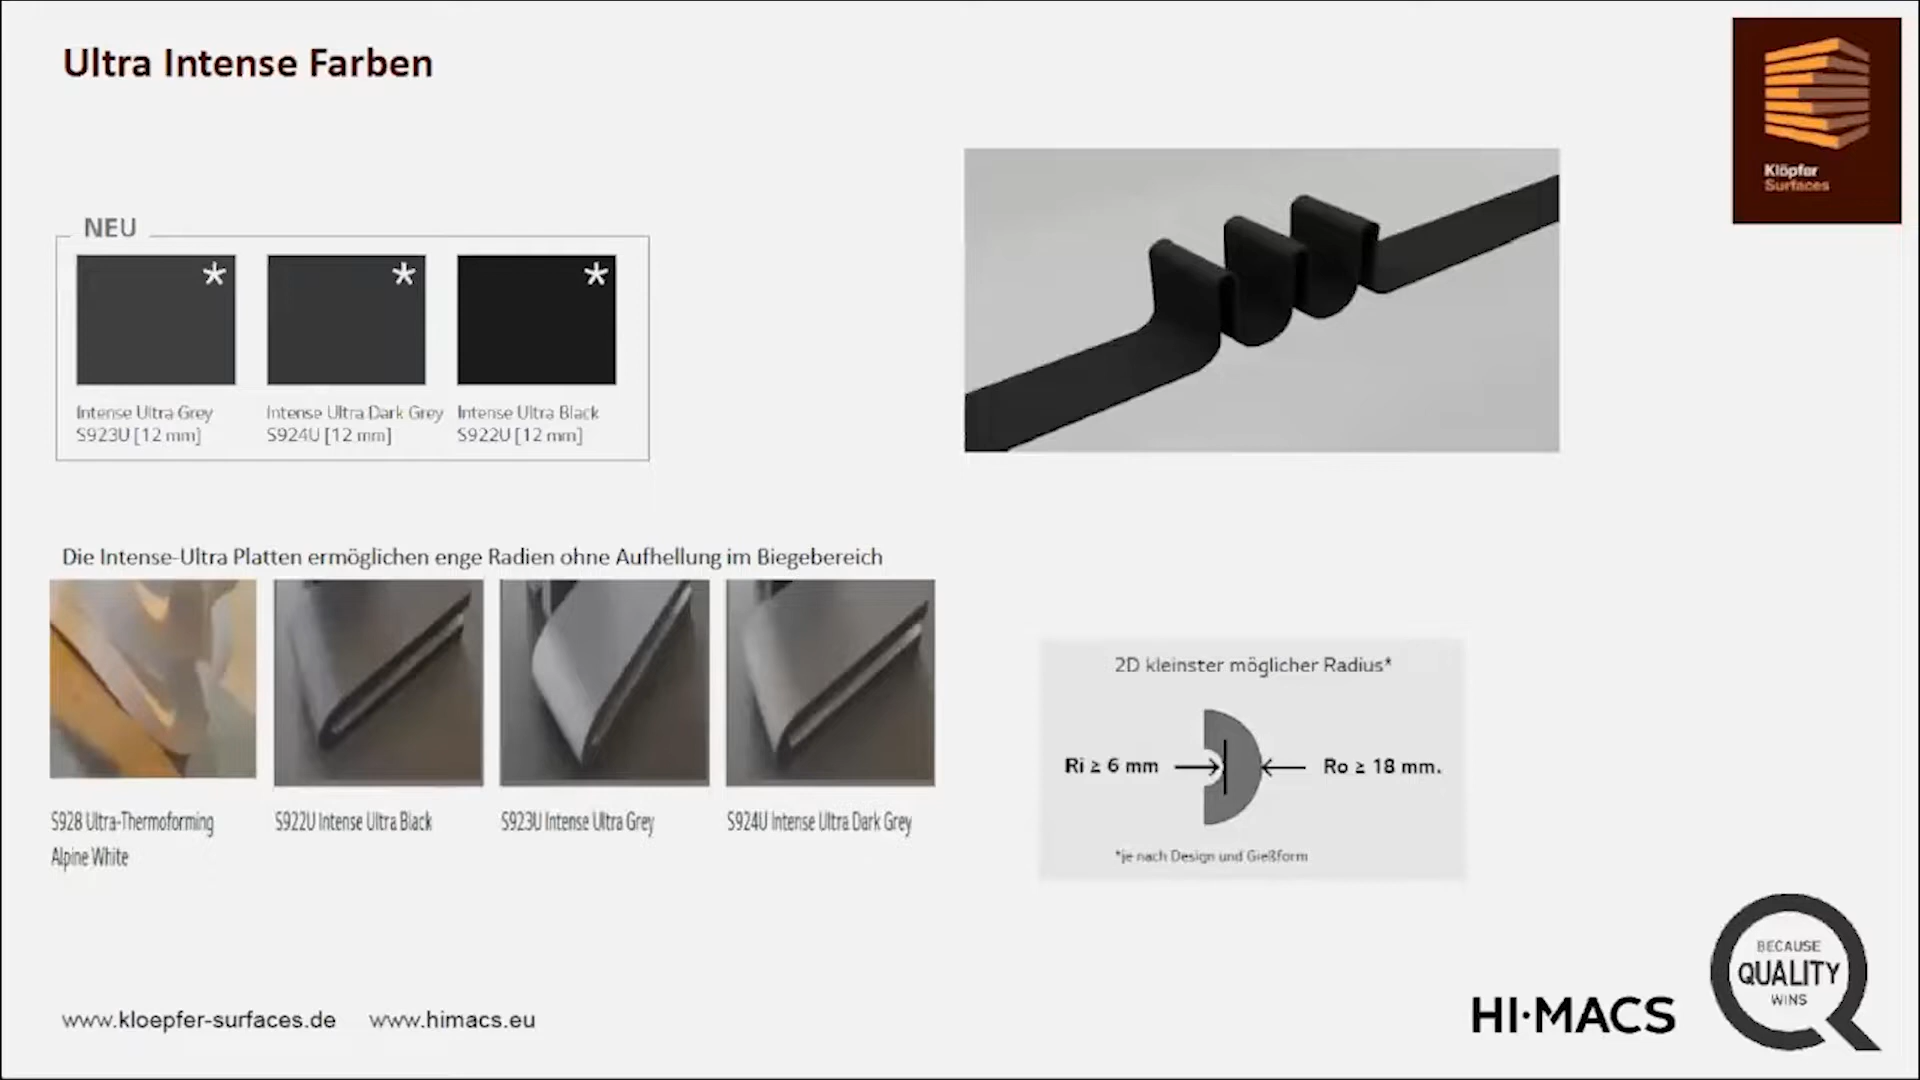 Ultra Intense Farben
Klöpfer
Surfaces
NEU
*
*
*
Intense Ultra Grey
S923U [12 mm]
Intense Ultra Dark Grey
S924U [12 mm]
Intense Ultra Black
S922U [12 mm]
Die Intense-Ultra Platten ermöglichen enge Radien ohne Aufhellung im Biegebereich
S928 Ultra-Thermoforming
Alpine White
S922U Intense Ultra Black
S923U Intense Ultra Grey
S924U Intense Ultra Dark Grey
2D kleinster möglicher Radius*
Ri ≥ 6 mm
Ro ≥ 18 mm.
*je nach Design und Gießform
www.kloepfer-surfaces.de
www.himacs.eu
HI·MACS
BECAUSE
QUALITY
WINS